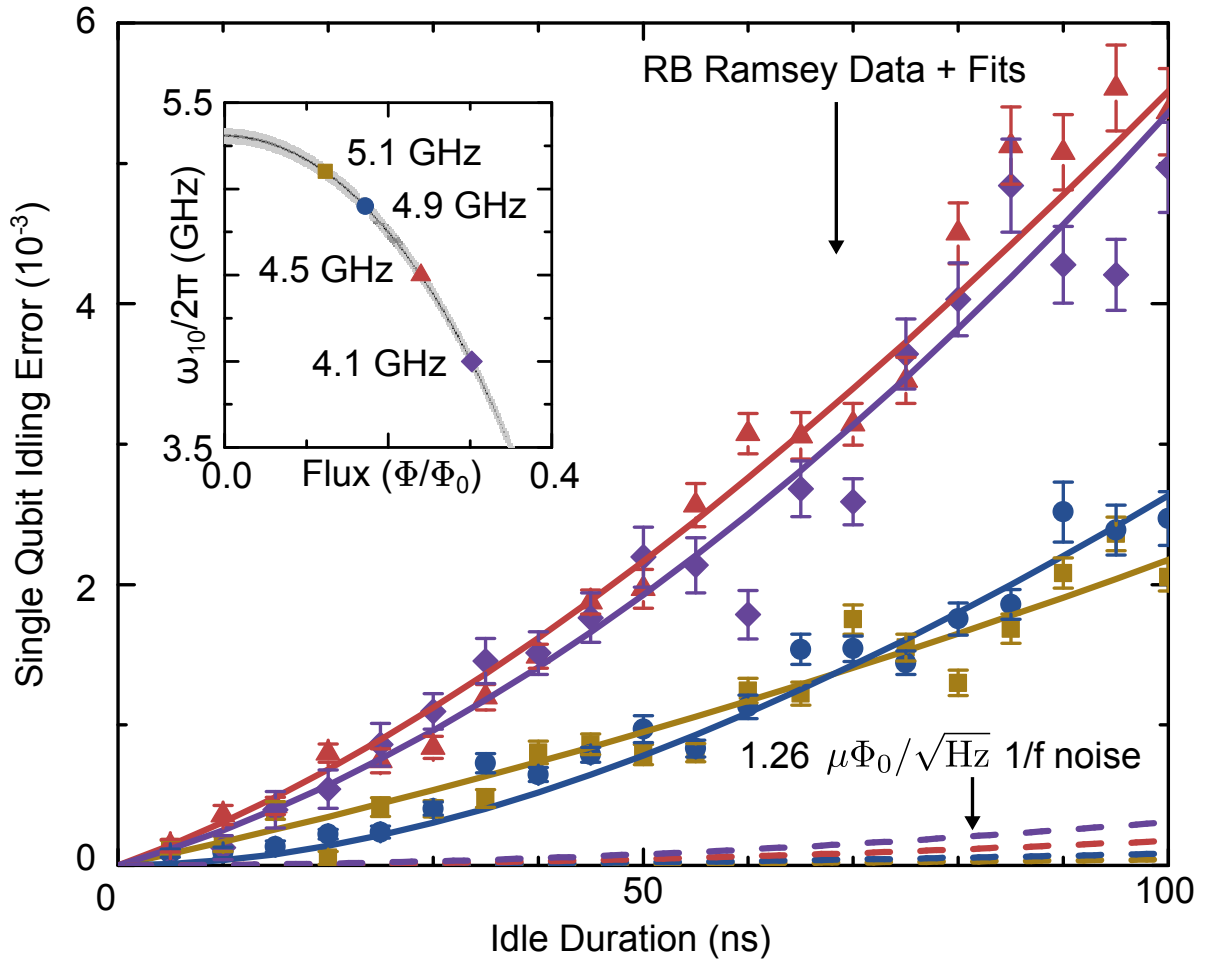 6
RB Ramsey Data + Fits
5.5
5.1 GHz
4.9 GHz
4.5 GHz
4.1 GHz
ω10/2π (GHz)
3.5
0.0
Flux (Φ/Φ0)
0.4
4
Single Qubit Idling Error (10-3)
2
1.26 μΦ0/√Hz 1/f noise
0
0
50
100
Idle Duration (ns)